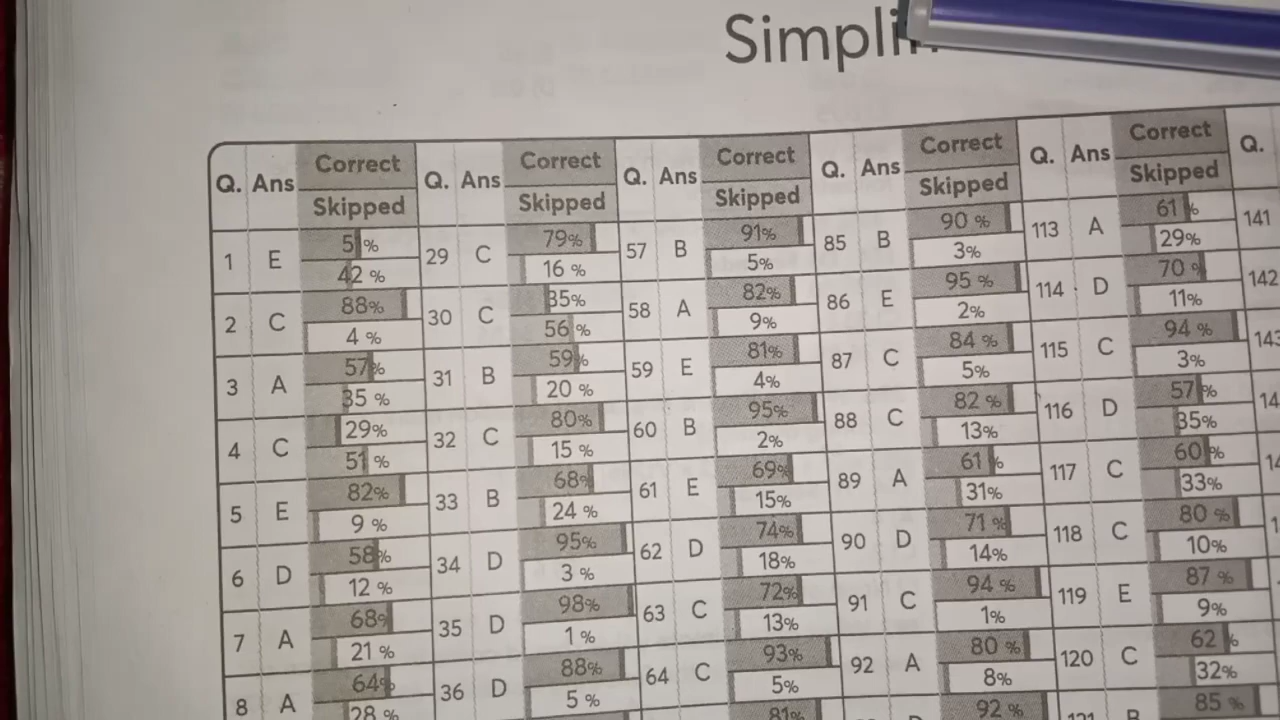 Simpli
Q. Ans Correct Q. Ans Correct Q. Ans Correct Q. Ans Correct Q. Ans Correct Q.
Skipped Skipped Skipped Skipped Skipped
1 E 5% 29 C 79% 57 B 91% 85 B 90 % 113 A 61 % 141
42 % 16 % 5% 3% 29%
2 C 88% 30 C 35% 58 A 82% 86 E 95 % 114 D 70 % 142
4 % 56 % 9% 2% 11%
3 A 57% 31 B 59% 59 E 81% 87 C 84 % 115 C 94 % 143
35 % 20 % 4% 5% 3%
4 C 29% 32 C 80% 60 B 95% 88 C 82 % 116 D 57 %
51 % 15 % 2% 13% 35%
5 E 82% 33 B 68% 61 E 69% 89 A 61 % 117 C 60 %
9 % 24 % 15% 31% 33%
6 D 58% 34 D 95% 62 D 74% 90 D 71 % 118 C 80 %
12 % 3 % 18% 14% 10%
7 A 68% 35 D 98% 63 C 72% 91 C 94 % 119 E 87 %
21 % 1 % 13% 1% 9%
8 A 64% 36 D 88% 64 C 93% 92 A 80 % 120 C 62 %
28 % 5 % 5% 8% 32%
81% 92 % 121 B 85 %